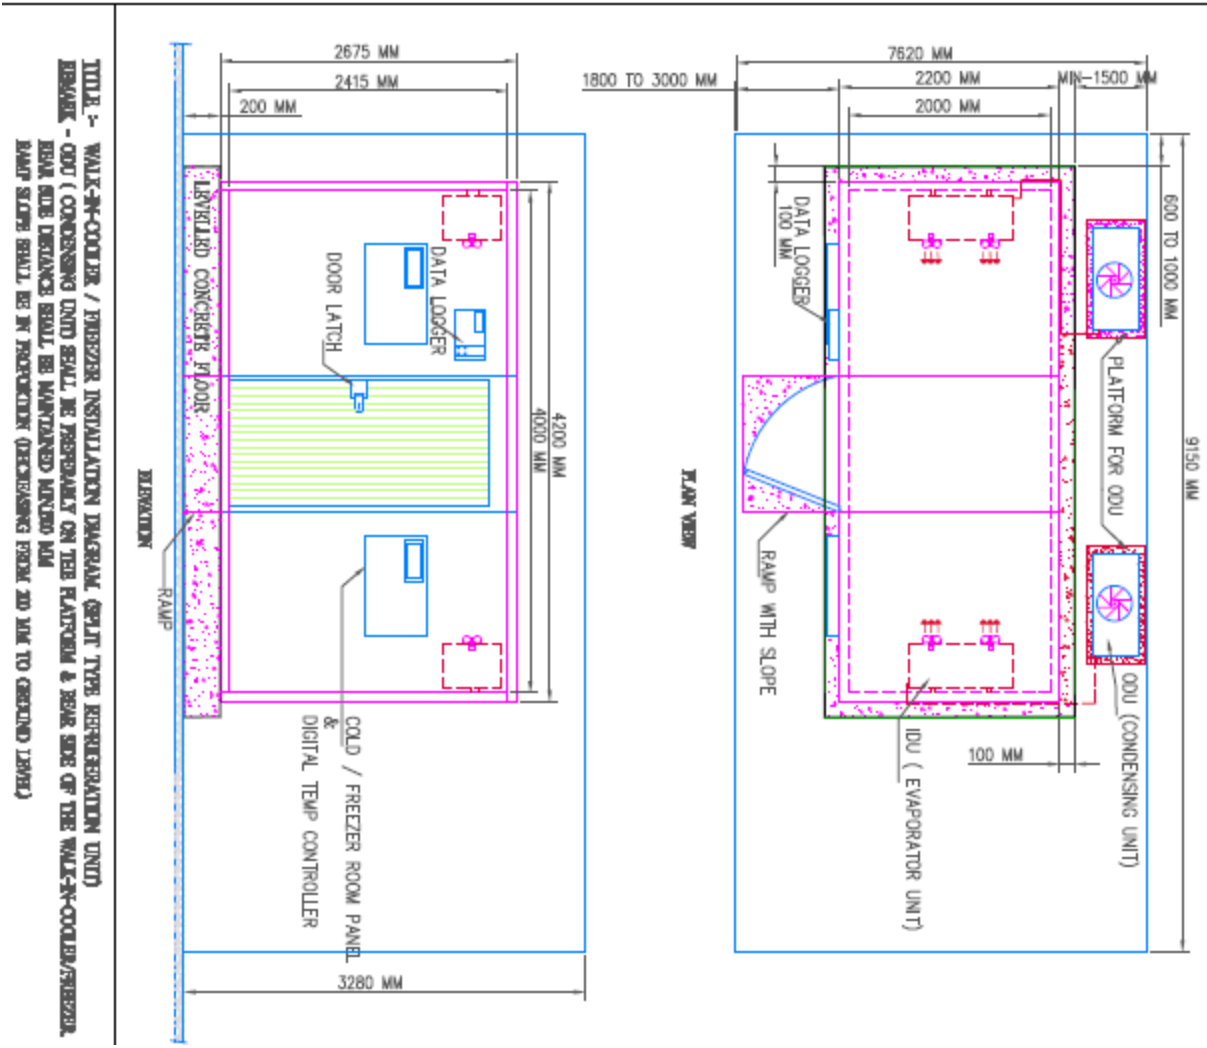 7620 MM
2200 MM
MIN-1500 MM
1800 TO 3000 MM
2000 MM
600 TO 1000 MM
9150 MM
DATA LOGGER
100 MM
PLATFORM FOR ODU
RAMP WITH SLOPE
ODU (CONDENSING UNIT)
IDU ( EVAPORATOR UNIT)
100 MM
PLAN VIEW
2675 MM
2415 MM
200 MM
LEVELLED CONCRETE FLOOR
DATA LOGGER
DOOR LATCH
4200 MM
4000 MM
RAMP
COLD / FREEZER ROOM PANEL
&
DIGITAL TEMP CONTROLLER
3280 MM
ELEVATION
TITLE :- WALK-IN-COOLER / FREEZER INSTALLATION DIAGRAM (SPLIT TYPE REFRIGERATION UNIT)
REMARK - ODU ( CONDENSING UNIT) SHALL BE PREFERABLY ON THE PLATFORM & REAR SIDE OF THE WALK-IN-COOLER/FREEZER
REAR SIDE DISTANCE SHALL BE MAINTAINED MM
RAMP SLOPE SHALL BE IN PROPORTION (DECREASING FROM MM TO GROUND LEVEL)